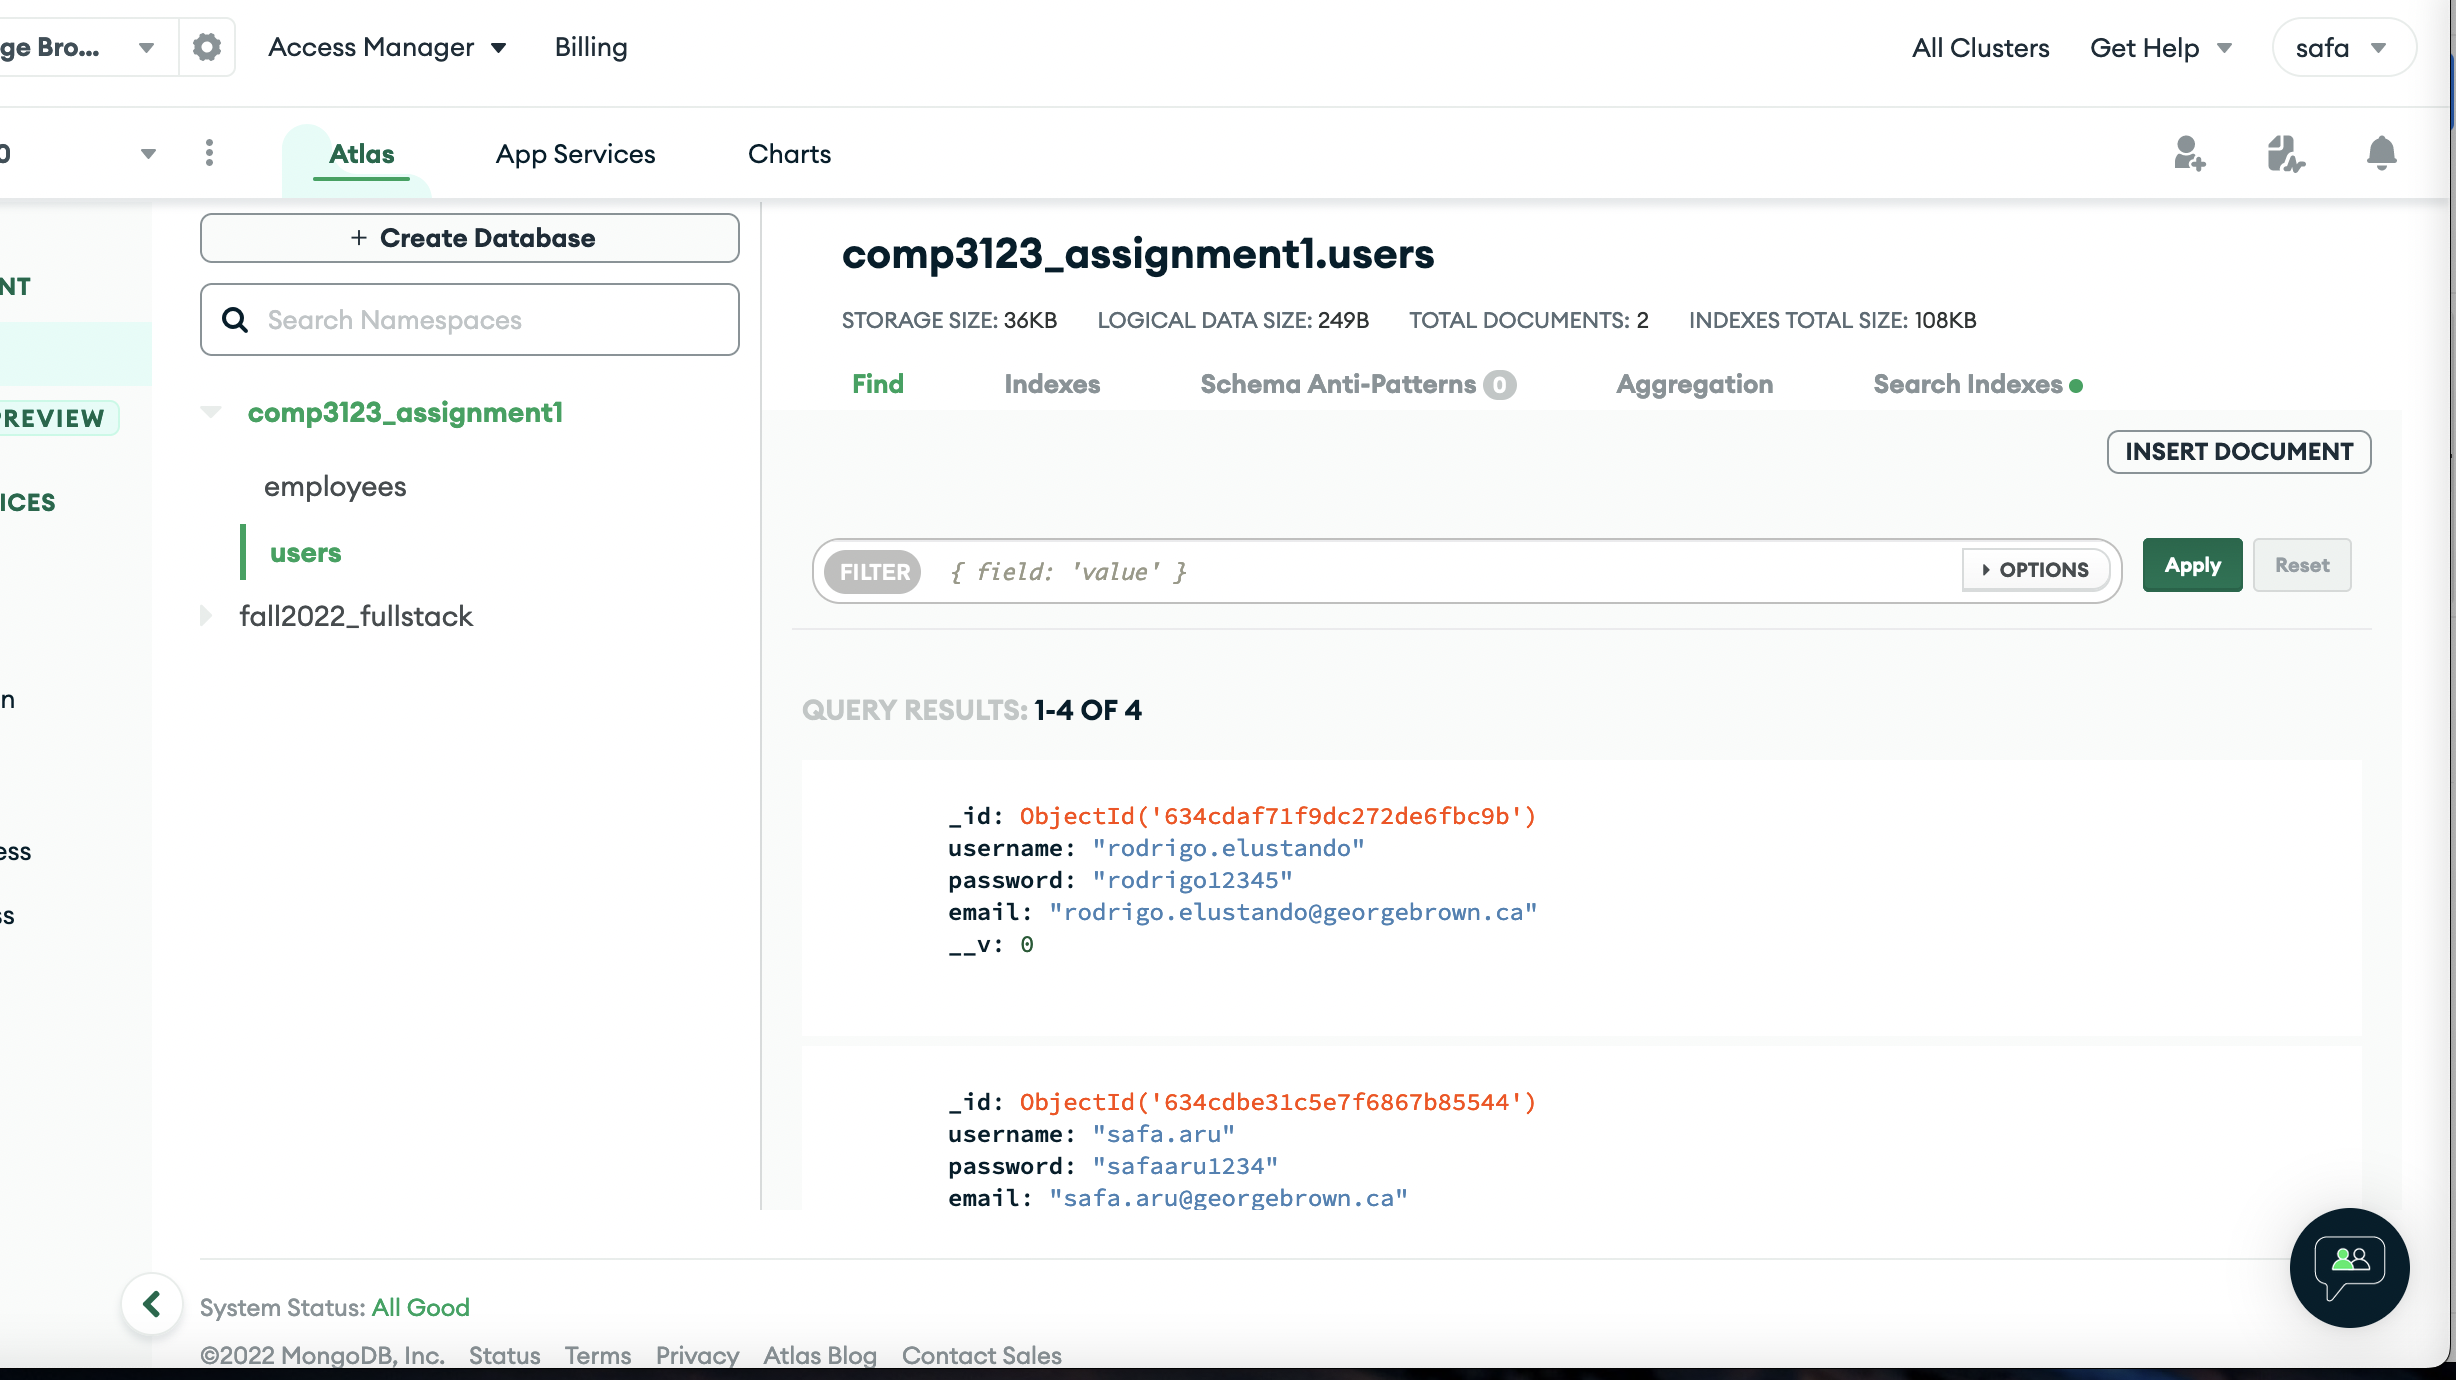 ge Bro...
Access Manager
Billing
All Clusters
Get Help
safa
0
Atlas
App Services
Charts
NT
PREVIEW
ICES
n
ess
ss
+ Create Database
Search Namespaces
comp3123_assignment1
employees
users
fall2022_fullstack
comp3123_assignment1.users
STORAGE SIZE: 36KB LOGICAL DATA SIZE: 249B TOTAL DOCUMENTS: 2 INDEXES TOTAL SIZE: 108KB
Find Indexes Schema Anti-Patterns 0 Aggregation Search Indexes
INSERT DOCUMENT
FILTER { field: 'value' } OPTIONS Apply Reset
QUERY RESULTS: 1-4 OF 4
_id: ObjectId('634cdaf71f9dc272de6fbc9b')
username: "rodrigo.elustando"
password: "rodrigo12345"
email: "rodrigo.elustando@georgebrown.ca"
__v: 0
_id: ObjectId('634cdbe31c5e7f6867b85544')
username: "safa.aru"
password: "safaaru1234"
email: "safa.aru@georgebrown.ca"
System Status: All Good
©2022 MongoDB, Inc. Status Terms Privacy Atlas Blog Contact Sales